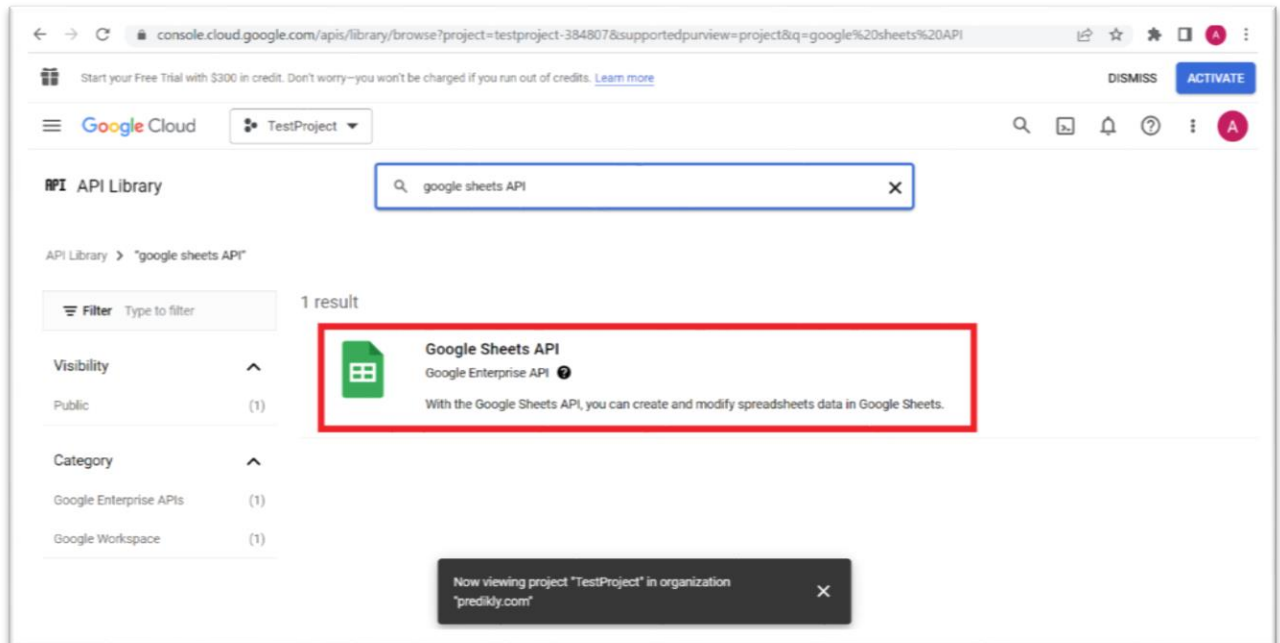 console.cloud.google.com/apis/library/browse?project=testproject-384807&supportedpurview=project&q=google%20sheets%20API
A
Start your Free Trial with $300 in credit. Don't worry—you won't be charged if you run out of credits. Learn more
DISMISS
ACTIVATE
Google Cloud
TestProject
A
API API Library
google sheets API
API Library > "google sheets API"
Filter Type to filter
1 result
Google Sheets API
Google Enterprise API
With the Google Sheets API, you can create and modify spreadsheets data in Google Sheets.
Visibility
Public (1)
Category
Google Enterprise APIs (1)
Google Workspace (1)
Now viewing project "TestProject" in organization
"predikly.com"